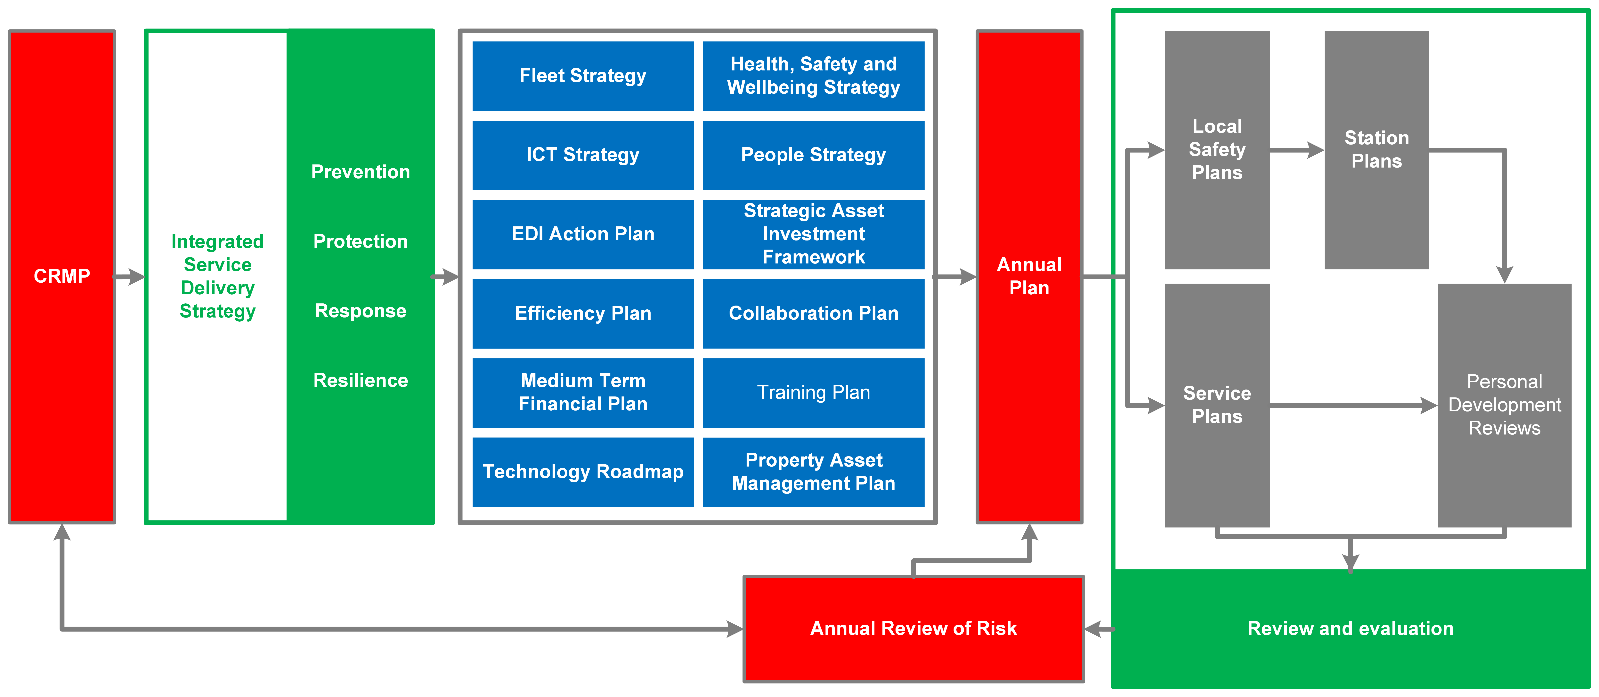 CRMP
Integrated
Service
Delivery
Strategy
Prevention
Protection
Response
Resilience
Fleet Strategy
Health, Safety and
Wellbeing Strategy
ICT Strategy
People Strategy
EDI Action Plan
Strategic Asset
Investment
Framework
Efficiency Plan
Collaboration Plan
Medium Term
Financial Plan
Training Plan
Technology Roadmap
Property Asset
Management Plan
Annual
Plan
Local
Safety
Plans
Station
Plans
Service
Plans
Personal
Development
Reviews
Annual Review of Risk
Review and evaluation